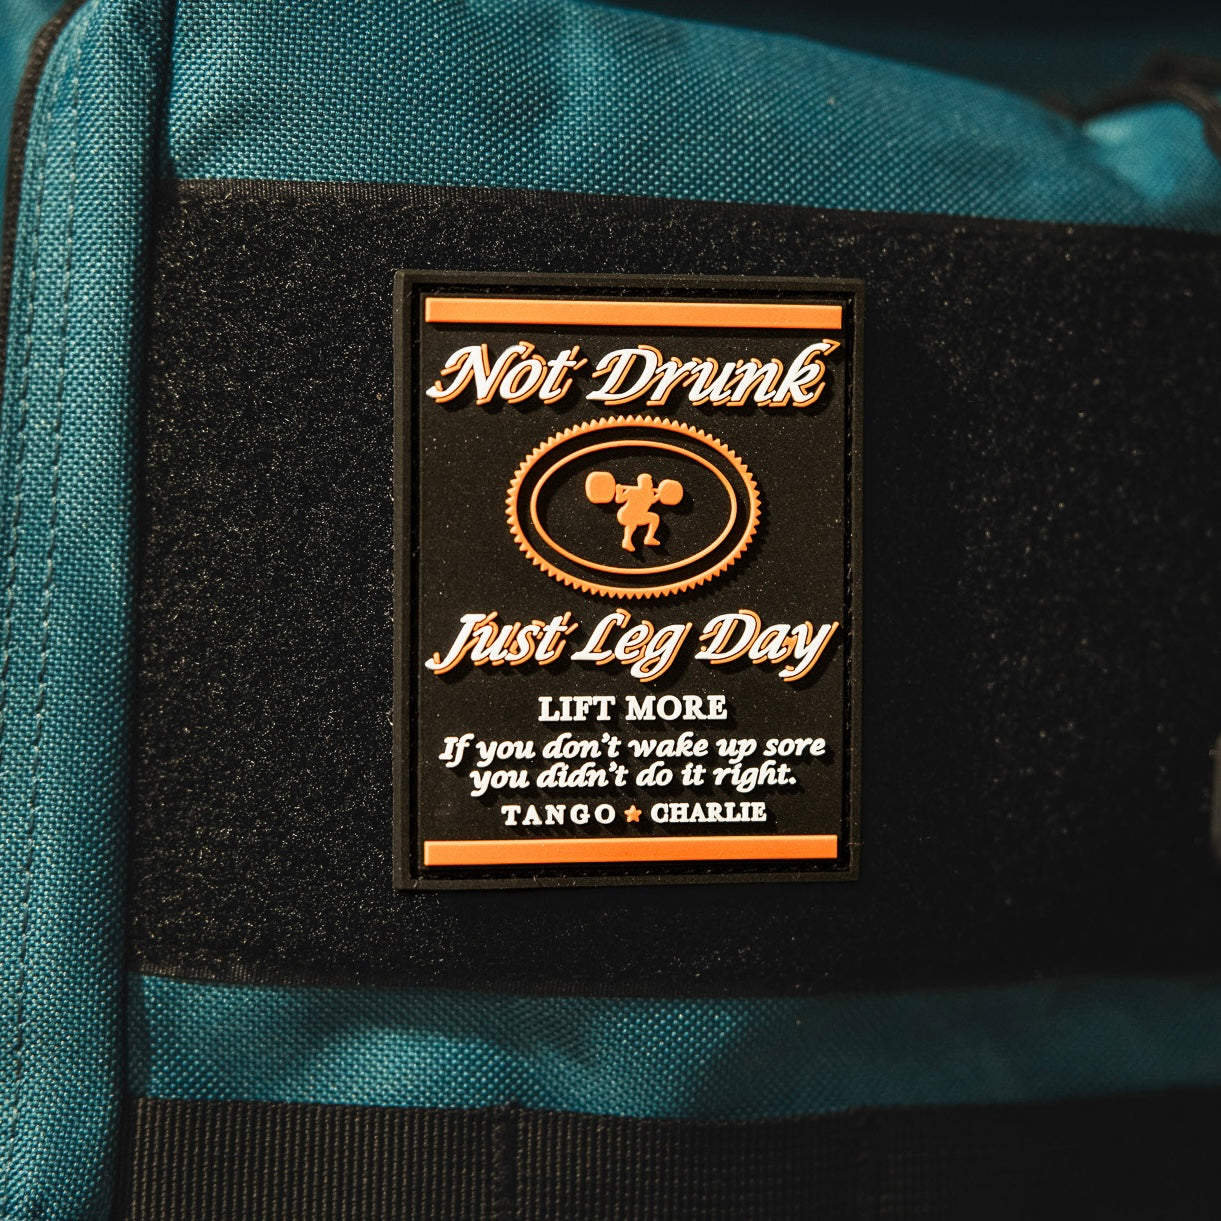 Not Drunk
Just Leg Day
LIFT MORE
If you don't wake up sore
you didn't do it right.
TANGO ★ CHARLIE